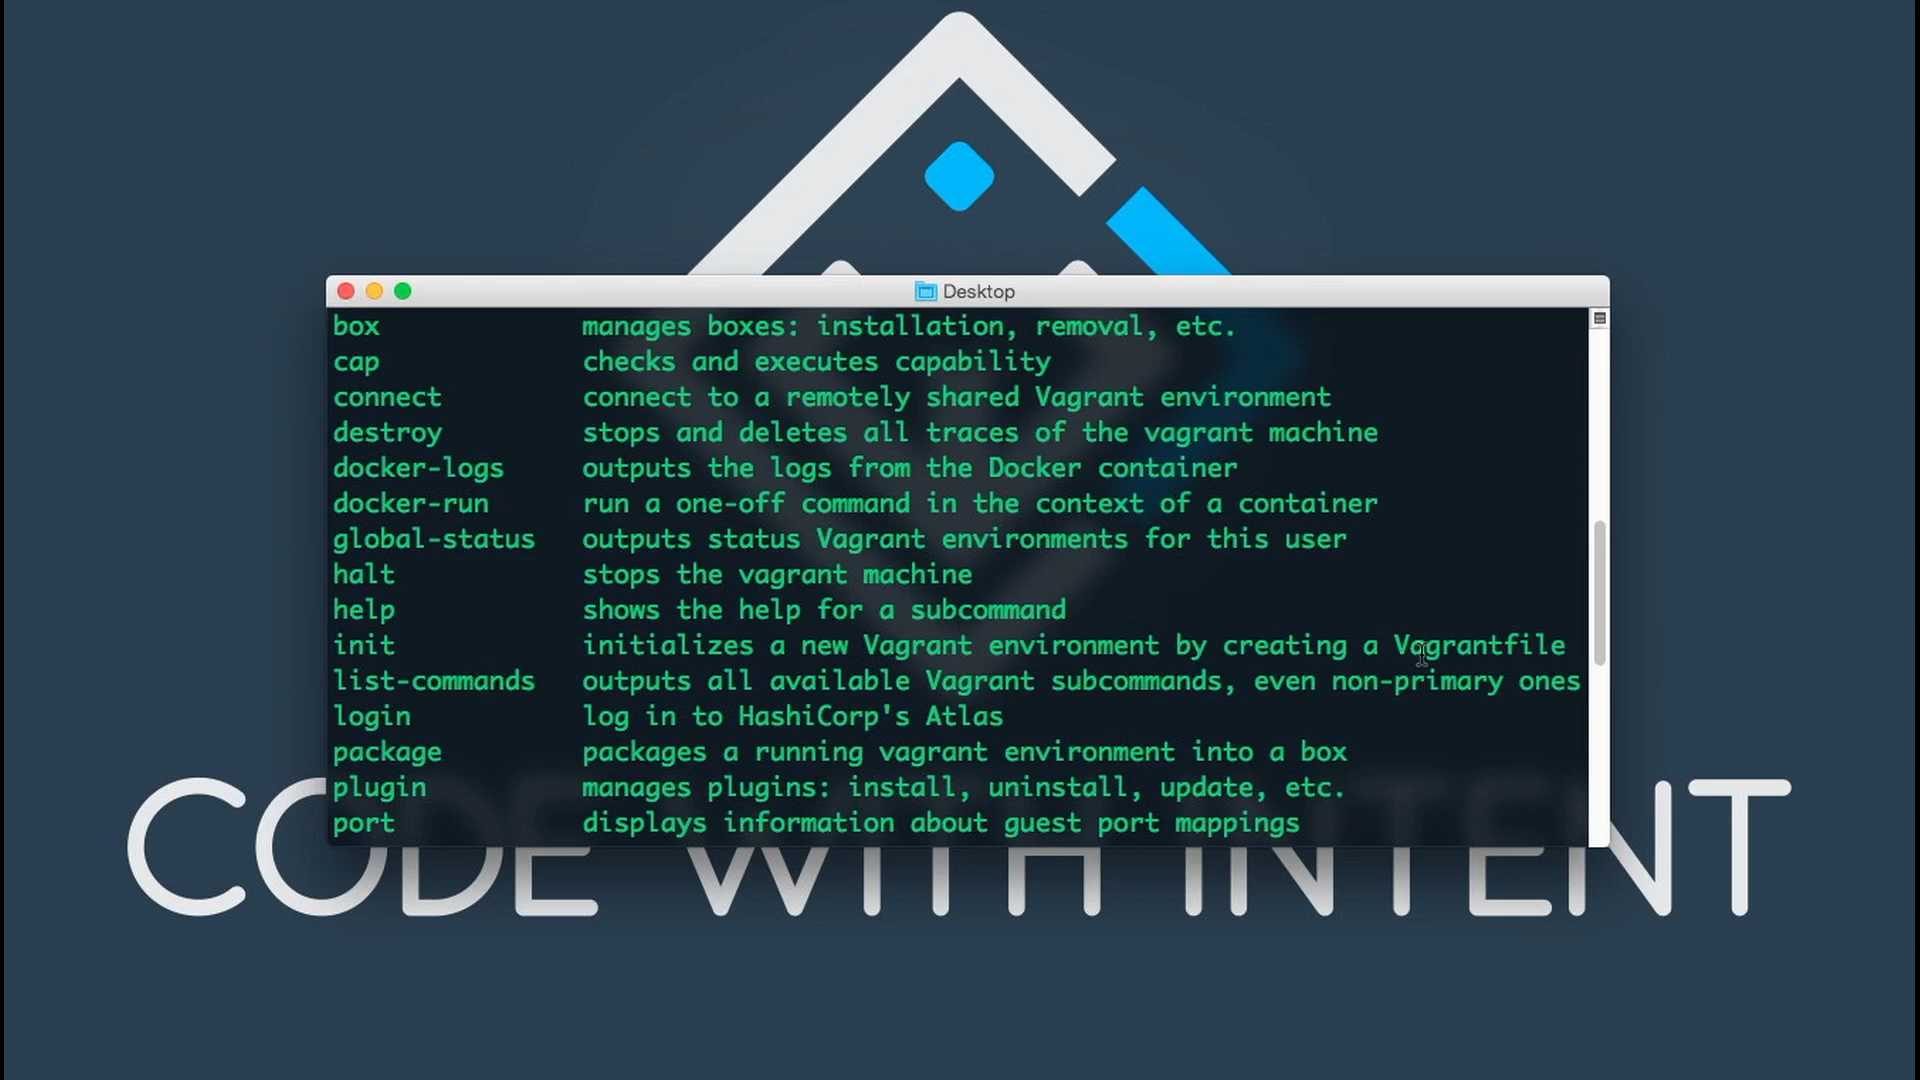 Desktop
box manages boxes: installation, removal, etc.
cap checks and executes capability
connect connect to a remotely shared Vagrant environment
destroy stops and deletes all traces of the vagrant machine
docker-logs outputs the logs from the Docker container
docker-run run a one-off command in the context of a container
global-status outputs status Vagrant environments for this user
halt stops the vagrant machine
help shows the help for a subcommand
init initializes a new Vagrant environment by creating a Vagrantfile
list-commands outputs all available Vagrant subcommands, even non-primary ones
login log in to HashiCorp's Atlas
package packages a running vagrant environment into a box
plugin manages plugins: install, uninstall, update, etc.
port displays information about guest port mappings
CODE WITH INTENT